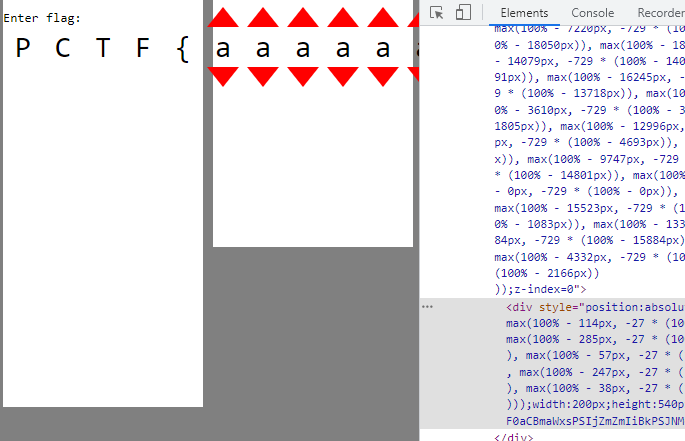 Enter flag:
P C T F { a a a a a a
Elements Console Recorder
max(100% - 7220px, -729 * (10
0% - 18050px)), max(100% - 18
- 14079px, -729 * (100% - 140
91px)), max(100% - 16245px, -
9 * (100% - 13718px)), max(10
0% - 3610px, -729 * (100% -
1805px)), max(100% - 12996px,
px, -729 * (100% - 4693px)),
x)), max(100% - 9747px, -729
* (100% - 14801px)), max(100%
- 0px, -729 * (100% - 0px)),
max(100% - 15523px, -729 * (1
0% - 1083px)), max(100% - 133
84px, -729 * (100% - 15884px)
max(100% - 4332px, -729 * (10
(100% - 2166px))
));z-index=0">
<div style="position:absolu
max(100% - 114px, -27 * (10
max(100% - 285px, -27 * (10
), max(100% - 57px, -27 * (
, max(100% - 247px, -27 * (
), max(100% - 38px, -27 * (
)));width:200px;height:540p
F0aCBmaWxsPSIjZmZmIiBkPSJNM
</div>